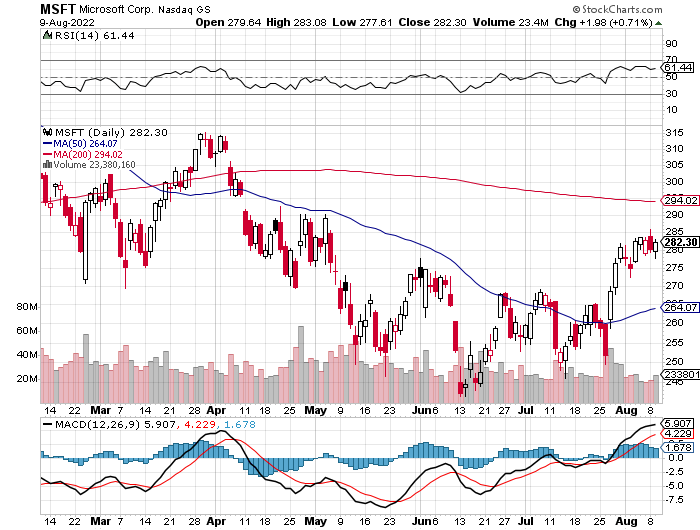 MSFT Microsoft Corp. Nasdaq GS © StockCharts.com
9-Aug-2022 Open 279.64 High 283.08 Low 277.61 Close 282.30 Volume 23.4M Chg +1.98 (+0.71%)
RSI(14) 61.44
90
70
61.44
50
30
10
MSFT (Daily) 282.30
MA(50) 264.07
MA(200) 294.02
Volume 23,380,160
315
310
305
300
295
294.02
290
285
282.30
280
275
270
265
264.07
260
255
250
245
23380160
80M
60M
40M
20M
14 22 Mar 7 14 21 28 Apr 11 18 25 May 9 16 23 Jun 6 13 21 27 Jul 11 18 25 Aug 8
MACD(12,26,9) 5.907, 4.229, 1.678
5.907
4.229
2.5
1.678
0.0
-2.5
-5.0
-7.5
14 22 Mar 7 14 21 28 Apr 11 18 25 May 9 16 23 Jun 6 13 21 27 Jul 11 18 25 Aug 8